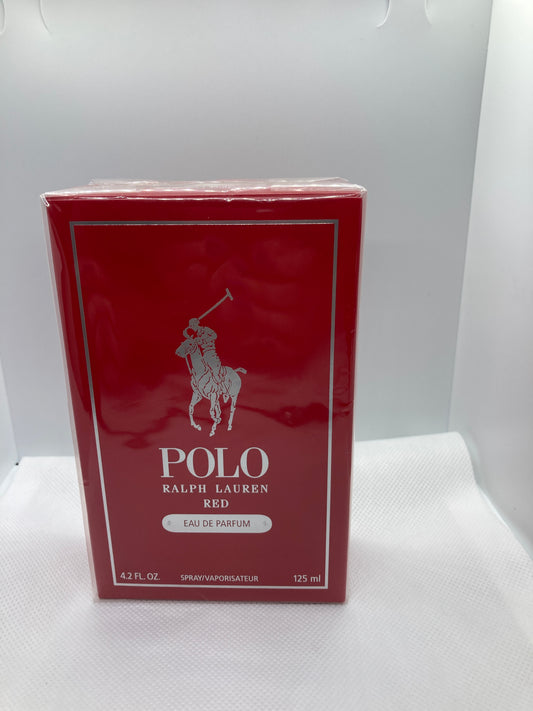 POLO
RALPH LAUREN
RED
EAU DE PARFUM
4.2 FL. OZ. SPRAY/VAPORISATEUR 125 ml